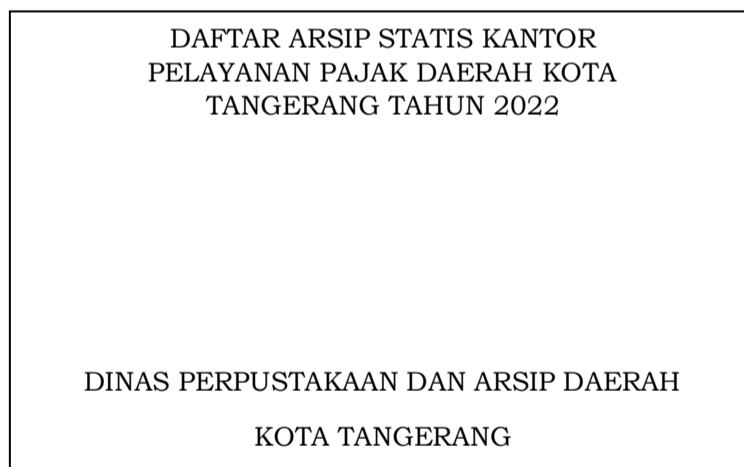 DAFTAR ARSIP STATIS KANTOR
PELAYANAN PAJAK DAERAH KOTA
TANGERANG TAHUN 2022
DINAS PERPUSTAKAAN DAN ARSIP DAERAH
KOTA TANGERANG